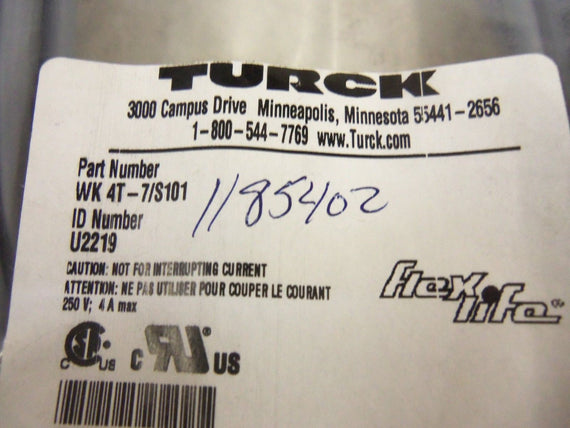 TURCK
3000 Campus Drive Minneapolis, Minnesota 55441-2656
1-800-544-7769 www.Turck.com
Part Number
WK 4T-7/S101
1185402
ID Number
U2219
CAUTION: NOT FOR INTERRUPTING CURRENT
ATTENTION: NE PAS UTILISER POUR COUPER LE COURANT
250 V; 4 A max
flexlife
C US
C US